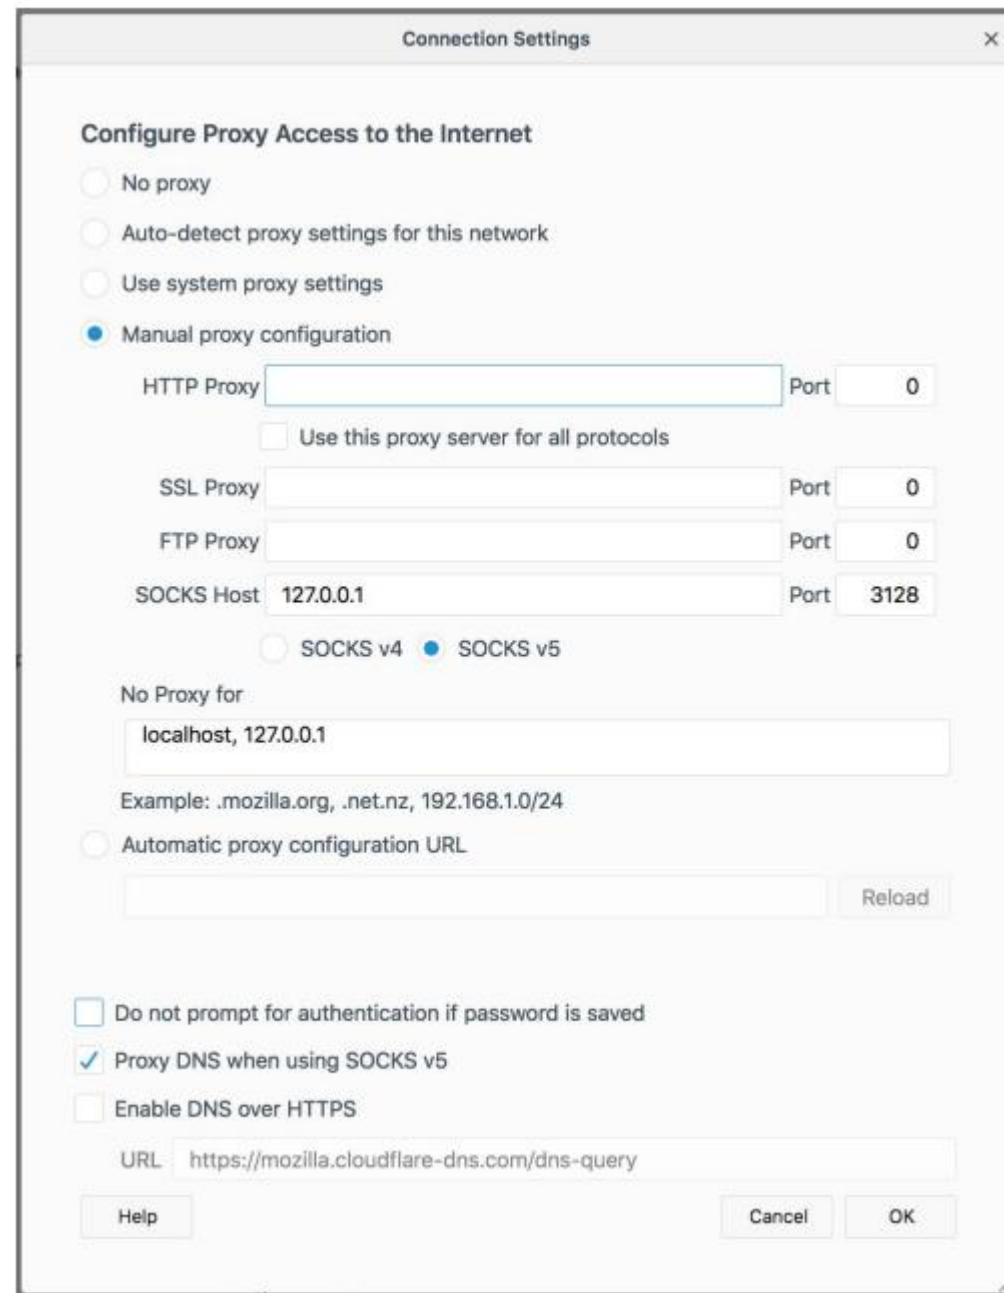 Connection Settings
Configure Proxy Access to the Internet
No proxy
Auto-detect proxy settings for this network
Use system proxy settings
Manual proxy configuration
HTTP Proxy Port 0
Use this proxy server for all protocols
SSL Proxy Port 0
FTP Proxy Port 0
SOCKS Host 127.0.0.1 Port 3128
SOCKS v4 SOCKS v5
No Proxy for
localhost, 127.0.0.1
Example: .mozilla.org, .net.nz, 192.168.1.0/24
Automatic proxy configuration URL
Reload
Do not prompt for authentication if password is saved
Proxy DNS when using SOCKS v5
Enable DNS over HTTPS
URL https://mozilla.cloudflare-dns.com/dns-query
Help Cancel OK